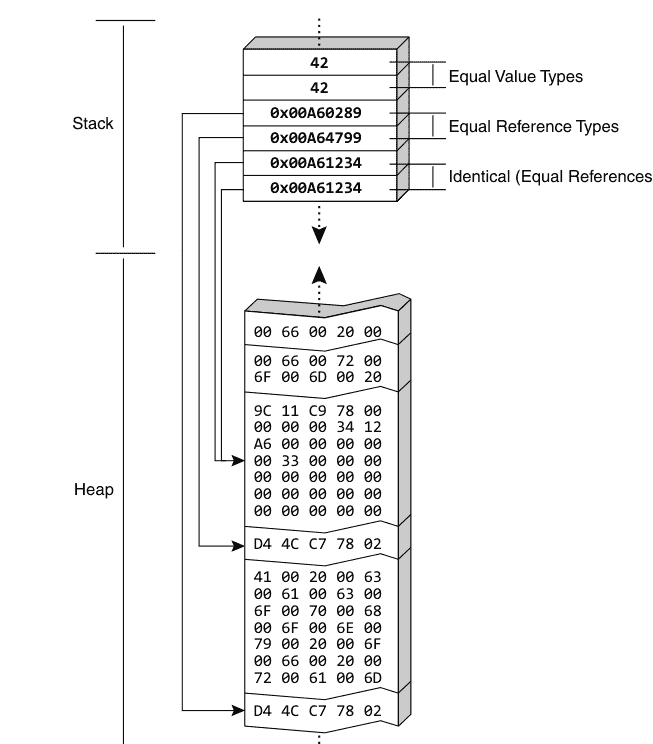 Stack
42
42
Equal Value Types
0x00A60289
0x00A64799
Equal Reference Types
0x00A61234
0x00A61234
Identical (Equal References
Heap
00 66 00 20 00
00 66 00 72 00
6F 00 6D 00 20
9C 11 C9 78 00
00 00 00 34 12
A6 00 00 00 00
00 33 00 00 00
00 00 00 00 00
00 00 00 00 00
00 00 00 00 00
D4 4C C7 78 02
41 00 20 00 63
00 61 00 63 00
6F 00 70 00 68
00 6F 00 6E 00
79 00 20 00 6F
00 66 00 20 00
72 00 61 00 6D
D4 4C C7 78 02